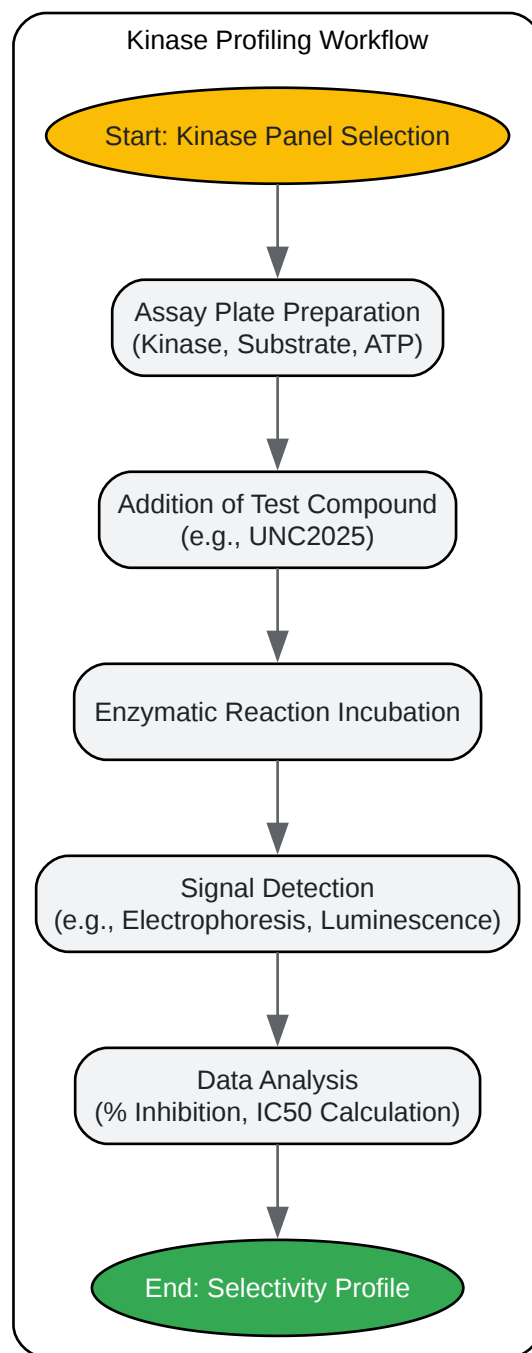 Kinase Profiling Workflow
Start: Kinase Panel Selection
Assay Plate Preparation
(Kinase, Substrate, ATP)
Addition of Test Compound
(e.g., UNC2025)
Enzymatic Reaction Incubation
Signal Detection
(e.g., Electrophoresis, Luminescence)
Data Analysis
(% Inhibition, IC50 Calculation)
End: Selectivity Profile